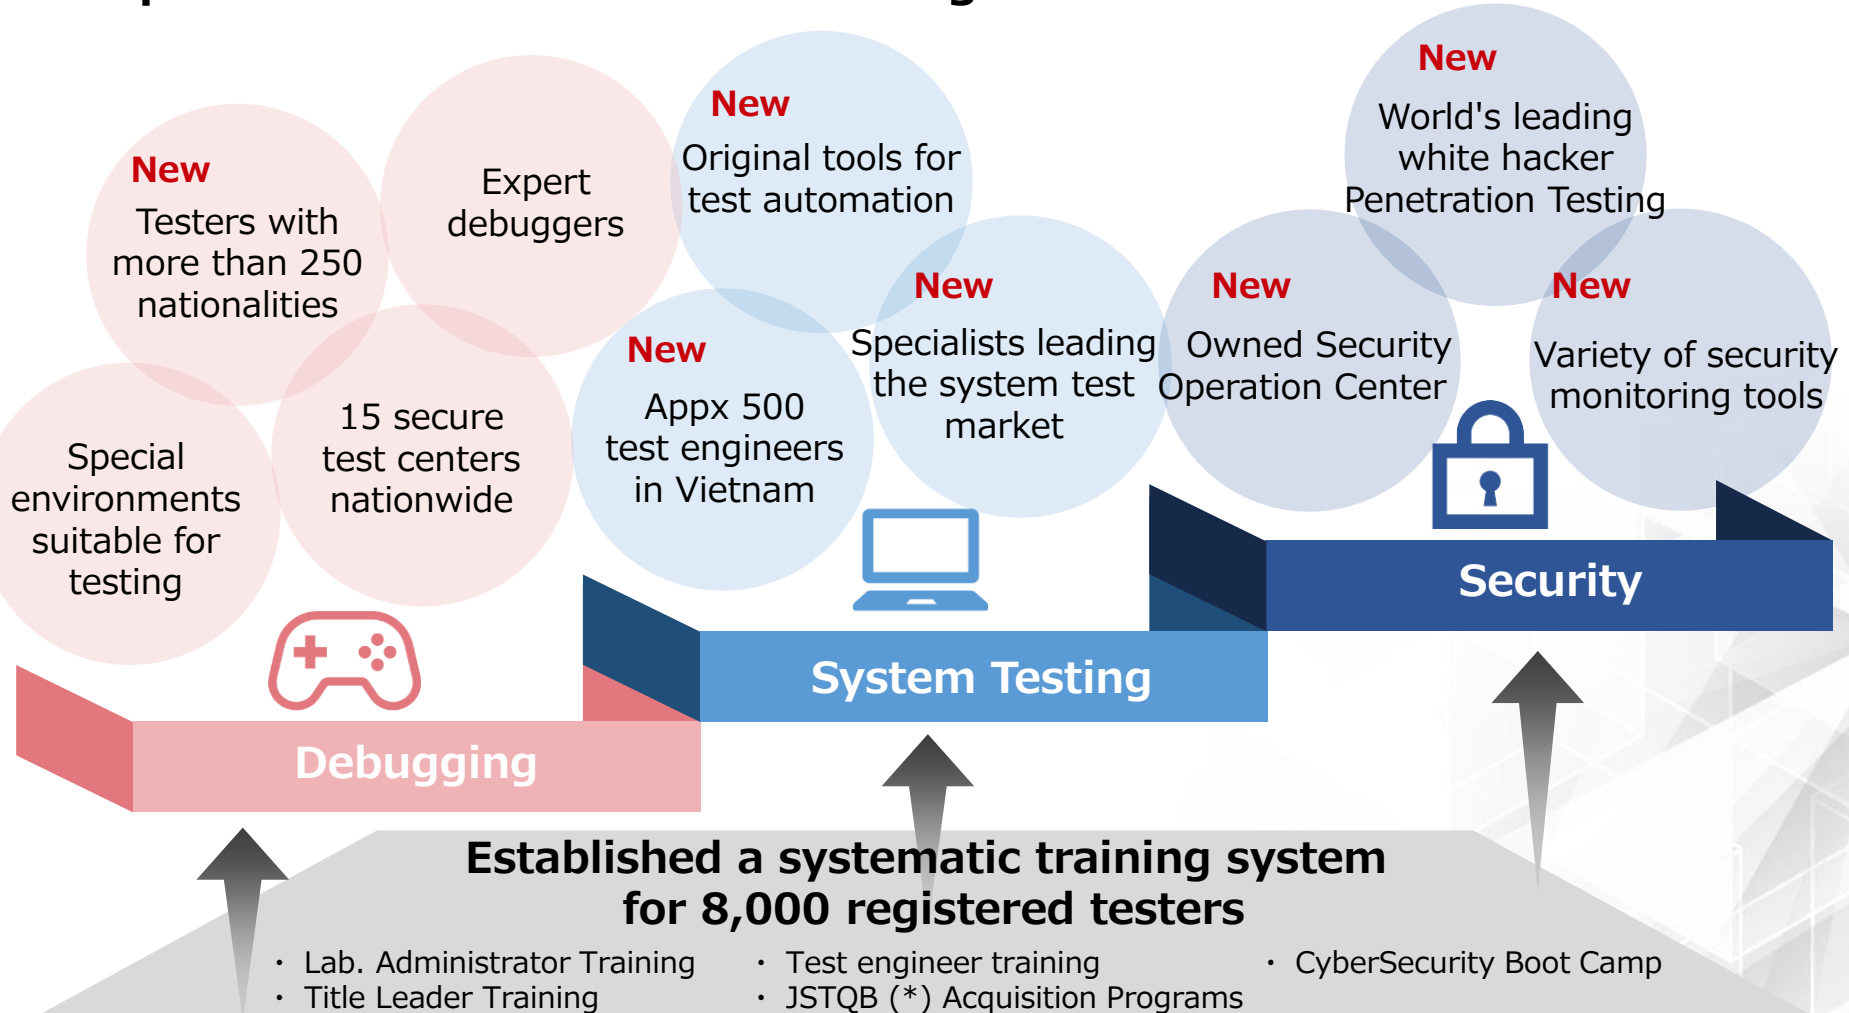 New
Testers with
more than 250
nationalities
Expert
debuggers
Special
environments
suitable for
testing
15 secure
test centers
nationwide
New
Original tools for
test automation
New
Appx 500
test engineers
in Vietnam
New
Specialists leading
the system test
market
New
World's leading
white hacker
Penetration Testing
New
Owned Security
Operation Center
New
Variety of security
monitoring tools
Debugging
System Testing
Security
Established a systematic training system
for 8,000 registered testers
・ Lab. Administrator Training
・ Title Leader Training
・ Test engineer training
・ JSTQB (*) Acquisition Programs
・ CyberSecurity Boot Camp